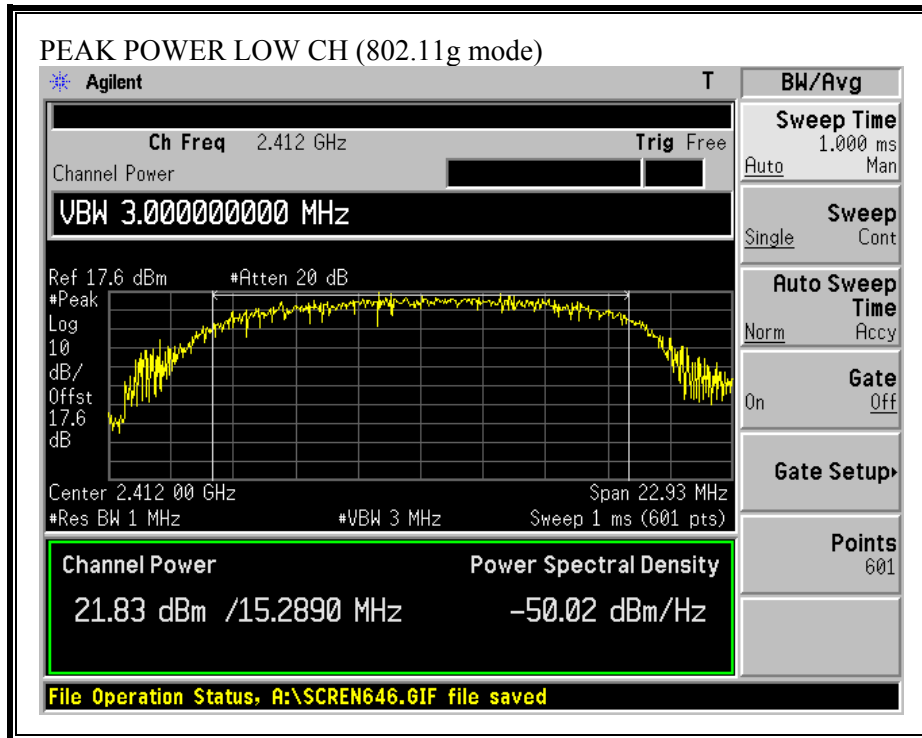 PEAK POWER LOW CH (802.11g mode)
Agilent T
Ch Freq 2.412 GHz Trig Free
Channel Power
VBW 3.000000000 MHz
Ref 17.6 dBm #Atten 20 dB
#Peak
Log
10
dB/
Offst
17.6
dB
Center 2.412 00 GHz Span 22.93 MHz
#Res BW 1 MHz #VBW 3 MHz Sweep 1 ms (601 pts)
Channel Power Power Spectral Density
21.83 dBm /15.2890 MHz -50.02 dBm/Hz
File Operation Status, A:\SCREN646.GIF file saved
BW/Avg
Sweep Time
1.000 ms
Auto Man
Sweep
Single Cont
Auto Sweep
Time
Norm Accy
Gate
On Off
Gate Setup
Points
601